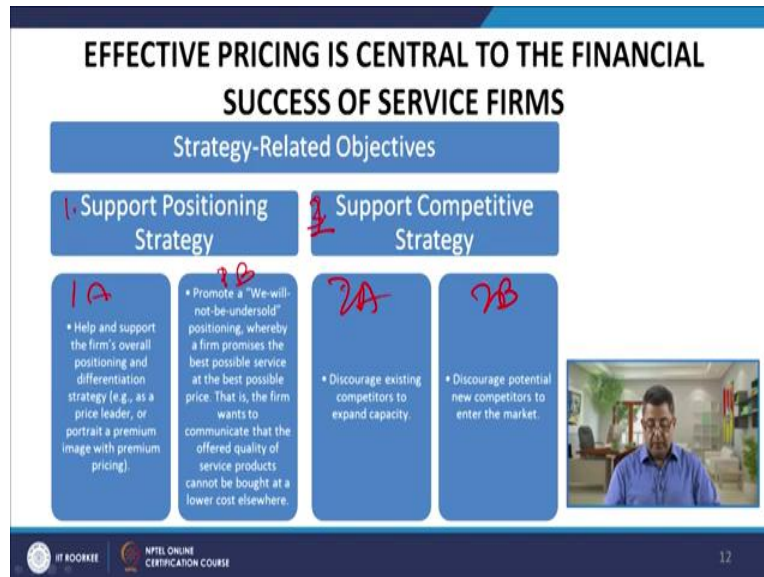 EFFECTIVE PRICING IS CENTRAL TO THE FINANCIAL
SUCCESS OF SERVICE FIRMS
Strategy-Related Objectives
1. Support Positioning
Strategy
2 Support Competitive
Strategy
1A
• Help and support
the firm's overall
positioning and
differentiation
strategy (e.g., as a
price leader, or
portrait a premium
image with premium
pricing).
1B
• Promote a "We-will-
not-be-undersold"
positioning, whereby
a firm promises the
best possible service
at the best possible
price. That is, the firm
wants to
communicate that the
offered quality of
service products
cannot be bought at a
lower cost elsewhere.
2A
• Discourage existing
competitors to
expand capacity.
2B
• Discourage potential
new competitors to
enter the market.
IIT ROORKEE
NPTEL ONLINE
CERTIFICATION COURSE
12